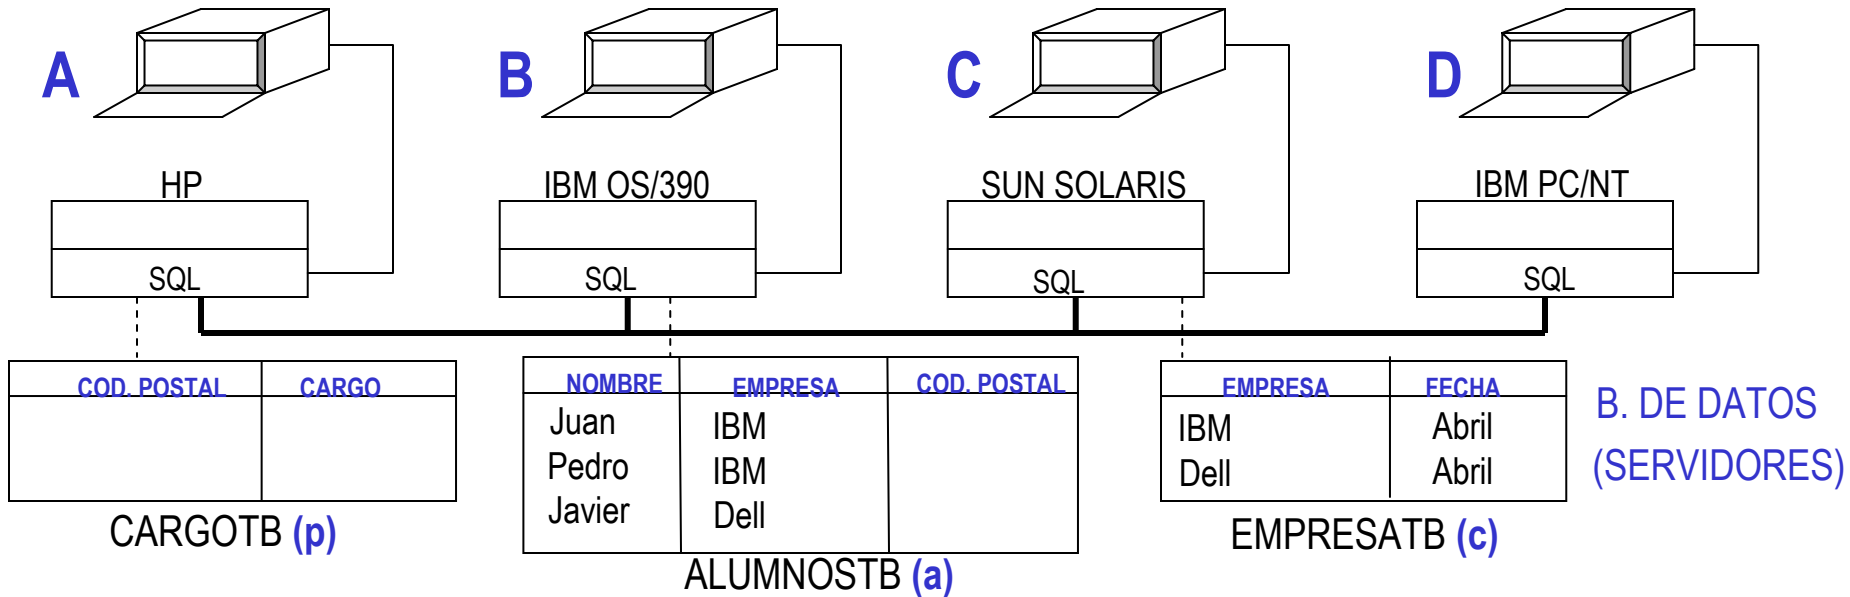 A
B
C
D
HP
IBM OS/390
SUN SOLARIS
IBM PC/NT
SQL
SQL
SQL
SQL
COD. POSTAL CARGO
NOMBRE EMPRESA COD. POSTAL
Juan IBM
Pedro IBM
Javier Dell
EMPRESA FECHA
IBM Abril
Dell Abril
B. DE DATOS
(SERVIDORES)
CARGOTB (p)
ALUMNOSTB (a)
EMPRESATB (c)